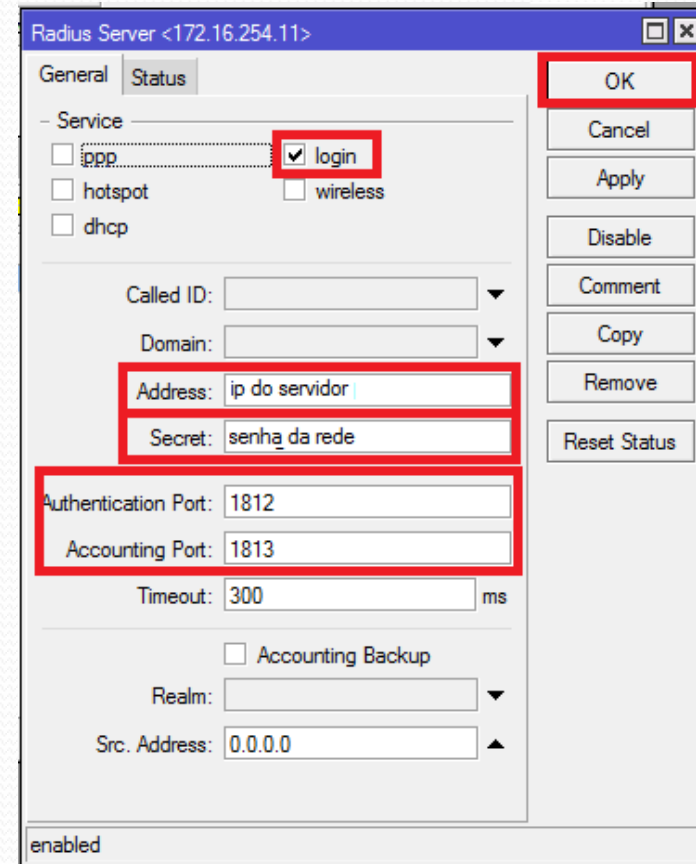 Radius Server <172.16.254.11>
General Status
OK
Service
Cancel
ppp login
Apply
hotspot wireless
dhcp
Disable
Called ID:
Comment
Domain:
Copy
Address: ip do servidor
Remove
Secret: senha da rede
Reset Status
Authentication Port: 1812
Accounting Port: 1813
Timeout: 300 ms
Accounting Backup
Realm:
Src. Address: 0.0.0.0
enabled